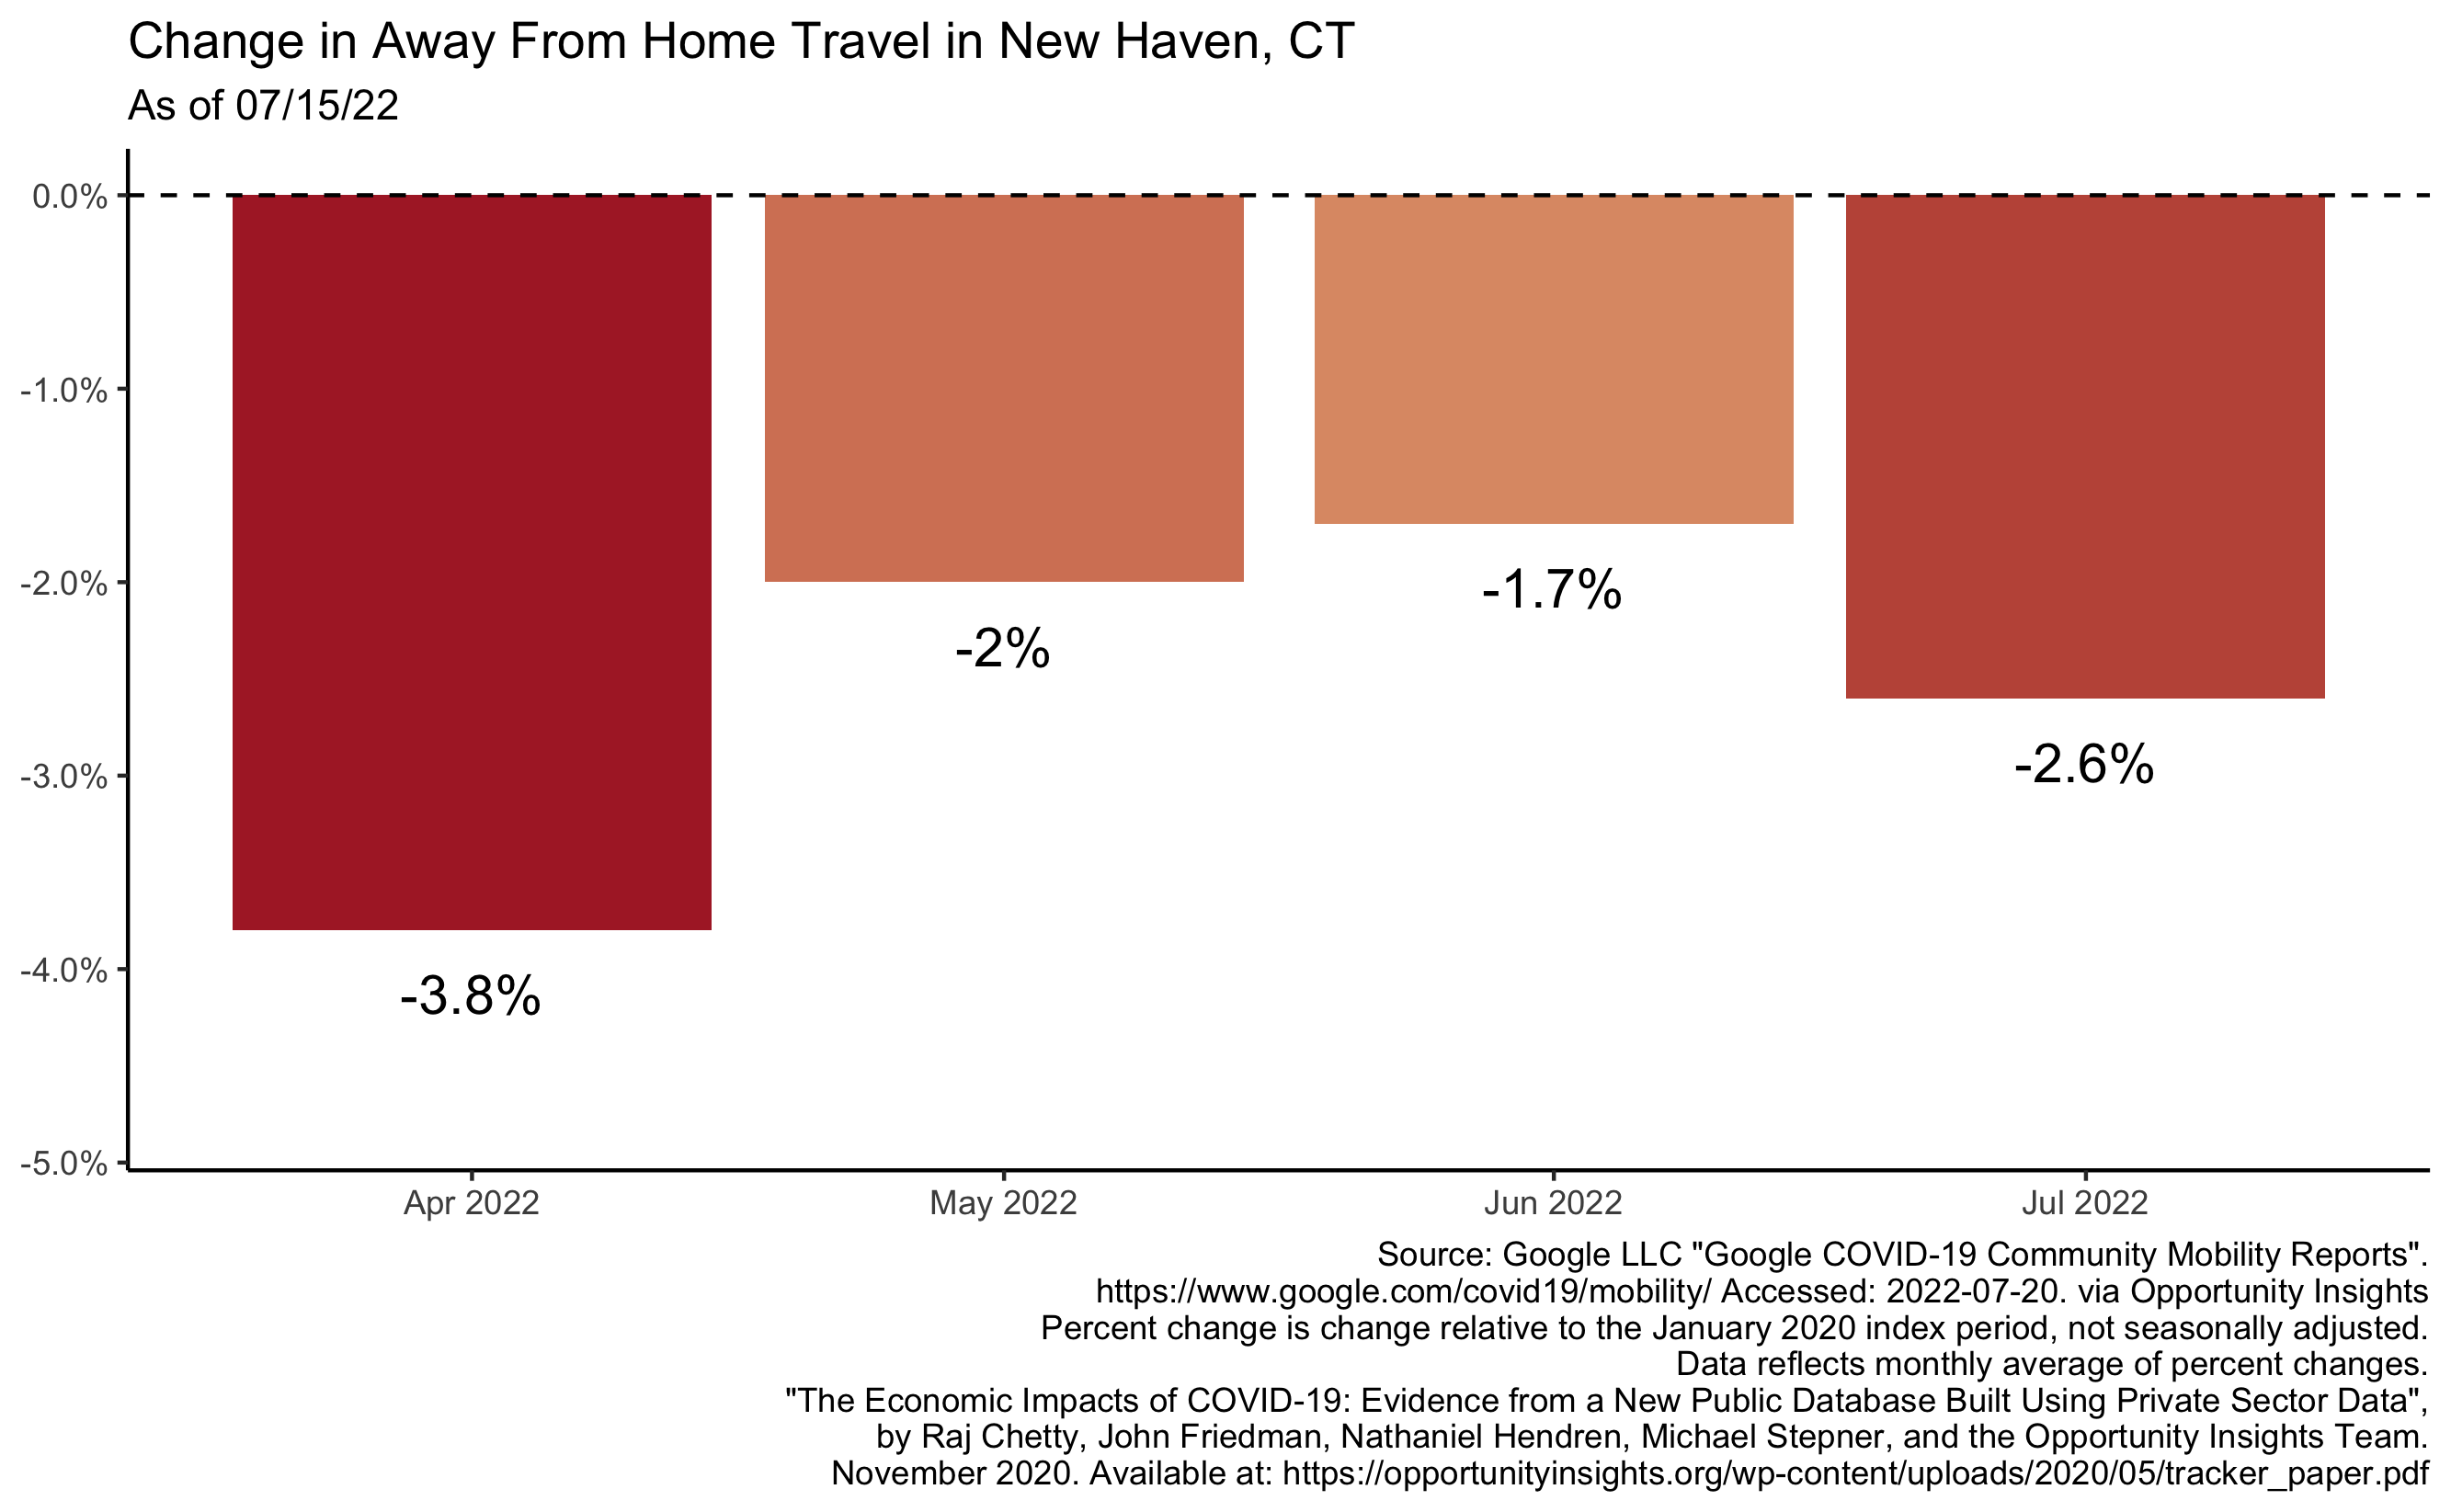 Change in Away From Home Travel in New Haven, CT
As of 07/15/22
0.0%
-1.0%
-2.0%
-3.0%
-4.0%
-5.0%
-3.8%
-2%
-1.7%
-2.6%
Apr 2022
May 2022
Jun 2022
Jul 2022
Source: Google LLC "Google COVID-19 Community Mobility Reports".
https://www.google.com/covid19/mobility/ Accessed: 2022-07-20. via Opportunity Insights
Percent change is change relative to the January 2020 index period, not seasonally adjusted.
Data reflects monthly average of percent changes.
"The Economic Impacts of COVID-19: Evidence from a New Public Database Built Using Private Sector Data",
by Raj Chetty, John Friedman, Nathaniel Hendren, Michael Stepner, and the Opportunity Insights Team.
November 2020. Available at: https://opportunityinsights.org/wp-content/uploads/2020/05/tracker_paper.pdf